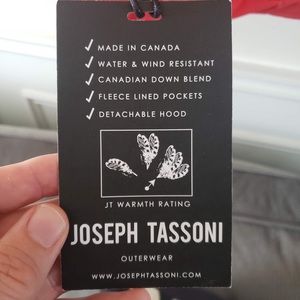 MADE IN CANADA
WATER & WIND RESISTANT
CANADIAN DOWN BLEND
FLEECE LINED POCKETS
DETACHABLE HOOD
JT WARMTH RATING
JOSEPH TASSONI
OUTERWEAR
WWW.JOSEPHTASSONI.COM